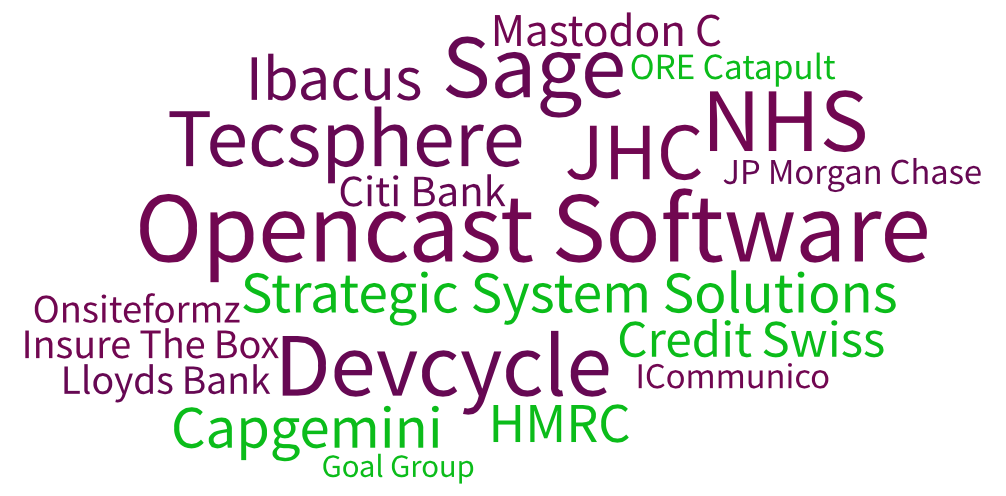 Mastodon C
Sage
ORE Catapult
Ibacus
NHS
Tecsphere
JHC
JP Morgan Chase
Citi Bank
Opencast Software
Strategic System Solutions
Onsiteformz
Insure The Box
Credit Swiss
Devcycle
Lloyds Bank
ICommunico
Capgemini
HMRC
Goal Group